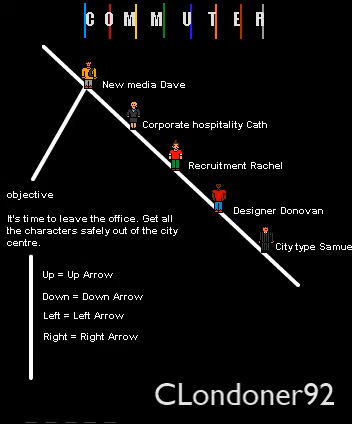 COMMUTER
New media Dave
Corporate hospitality Cath
Recruitment Rachel
Designer Donovan
City type Samue
objective
It's time to leave the office. Get all
the characters safely out of the city
centre.
Up = Up Arrow
Down = Down Arrow
Left = Left Arrow
Right = Right Arrow
CLondoner92